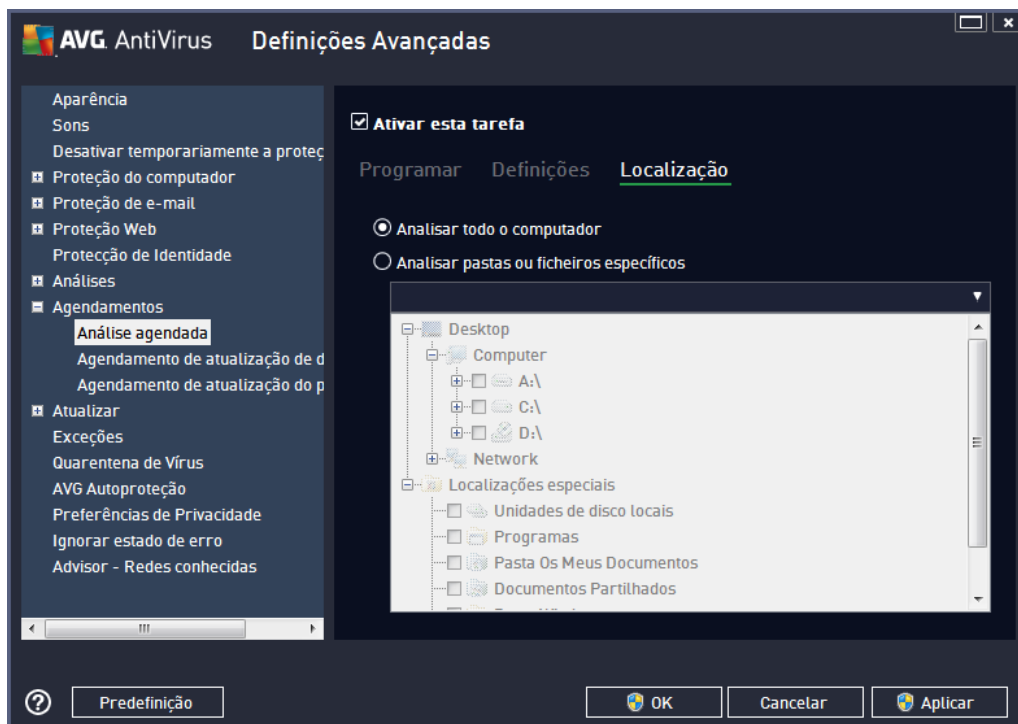 AVG. AntiVirus Definições Avançadas
Aparência
Sons
Desativar temporariamente a proteç
Proteção do computador
Proteção de e-mail
Proteção Web
Protecção de Identidade
Análises
Agendamentos
Análise agendada
Agendamento de atualização de d
Agendamento de atualização do p
Atualizar
Exceções
Quarentena de Vírus
AVG Autoproteção
Preferências de Privacidade
Ignorar estado de erro
Advisor - Redes conhecidas
Ativar esta tarefa
Programar Definições Localização
Analisar todo o computador
Analisar pastas ou ficheiros específicos
Desktop
Computer
A:\
C:\
D:\
Network
Localizações especiais
Unidades de disco locais
Programas
Pasta Os Meus Documentos
Documentos Partilhados
? Predefinição OK Cancelar Aplicar